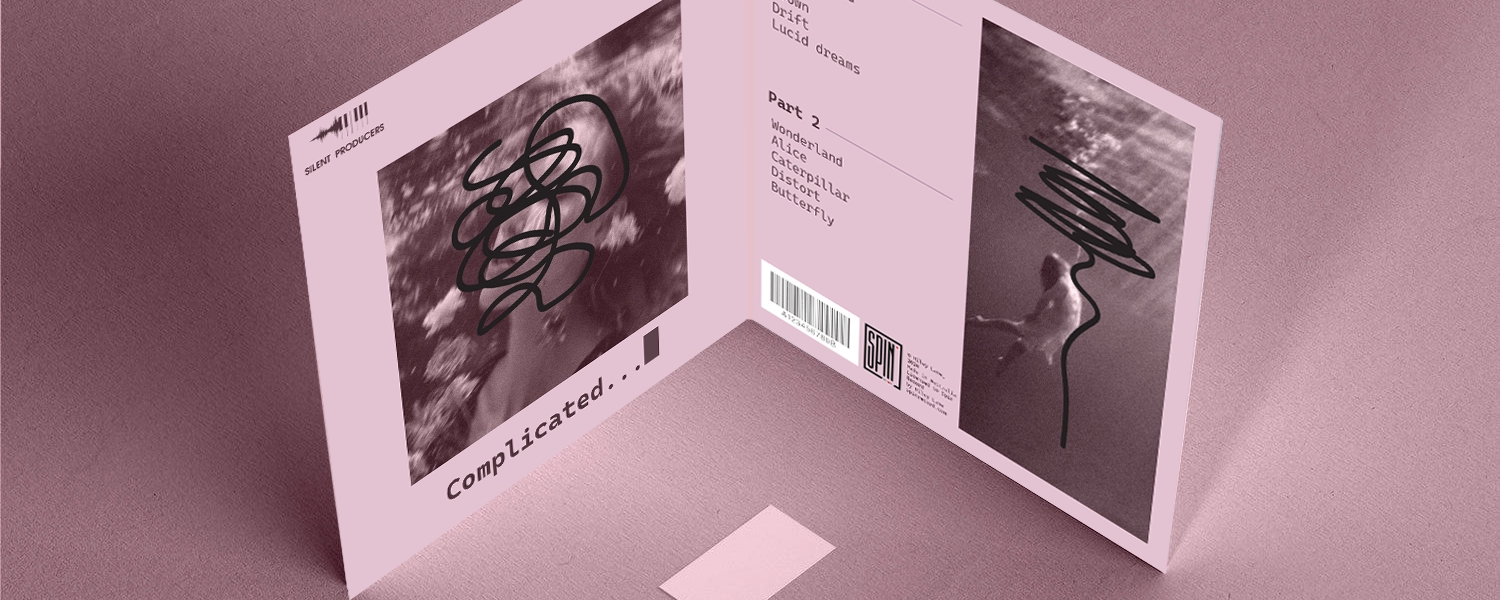 SILENT PRODUCERS
Complicated...
Drift
Lucid dreams
Part 2
Wonderland
Alice
Caterpillar
Distort
Butterfly
SPIN